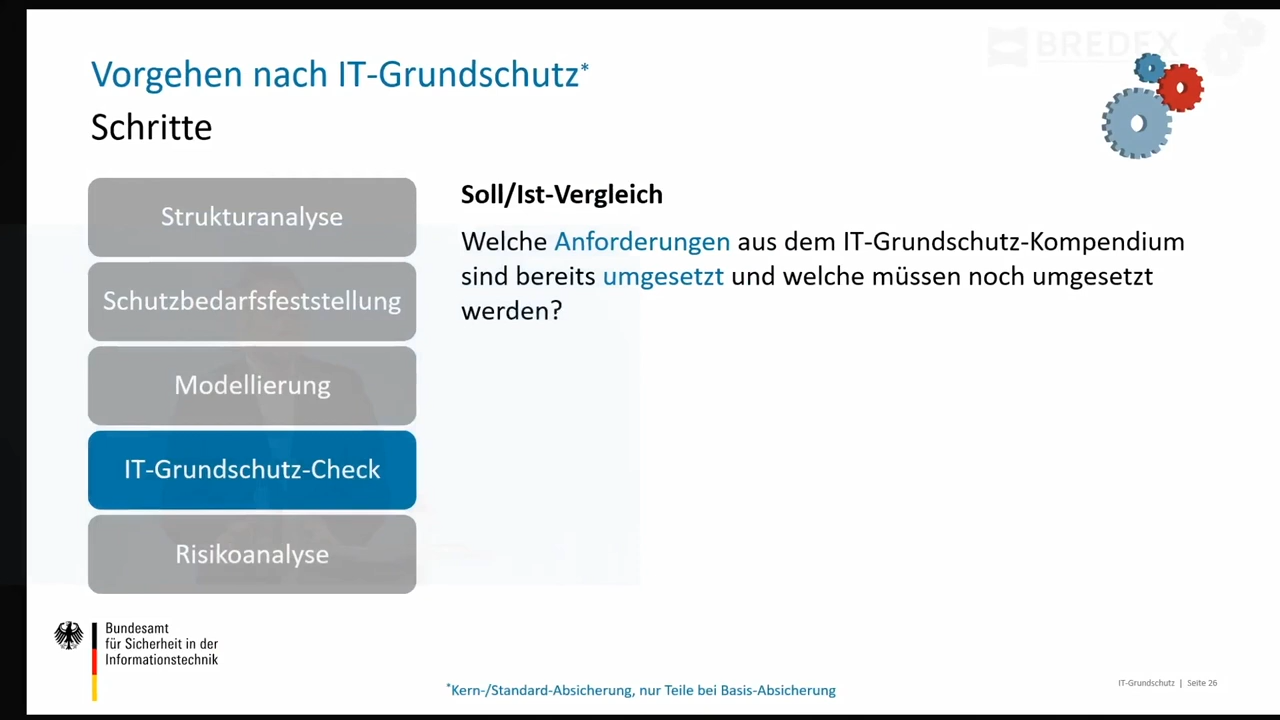 BREDEX
Vorgehen nach IT-Grundschutz*
Schritte
Strukturanalyse
Schutzbedarfsfeststellung
Modellierung
IT-Grundschutz-Check
Risikoanalyse
Soll/Ist-Vergleich
Welche Anforderungen aus dem IT-Grundschutz-Kompendium
sind bereits umgesetzt und welche müssen noch umgesetzt
werden?
Bundesamt
für Sicherheit in der
Informationstechnik
*Kern-/Standard-Absicherung, nur Teile bei Basis-Absicherung
IT-Grundschutz | Seite 26